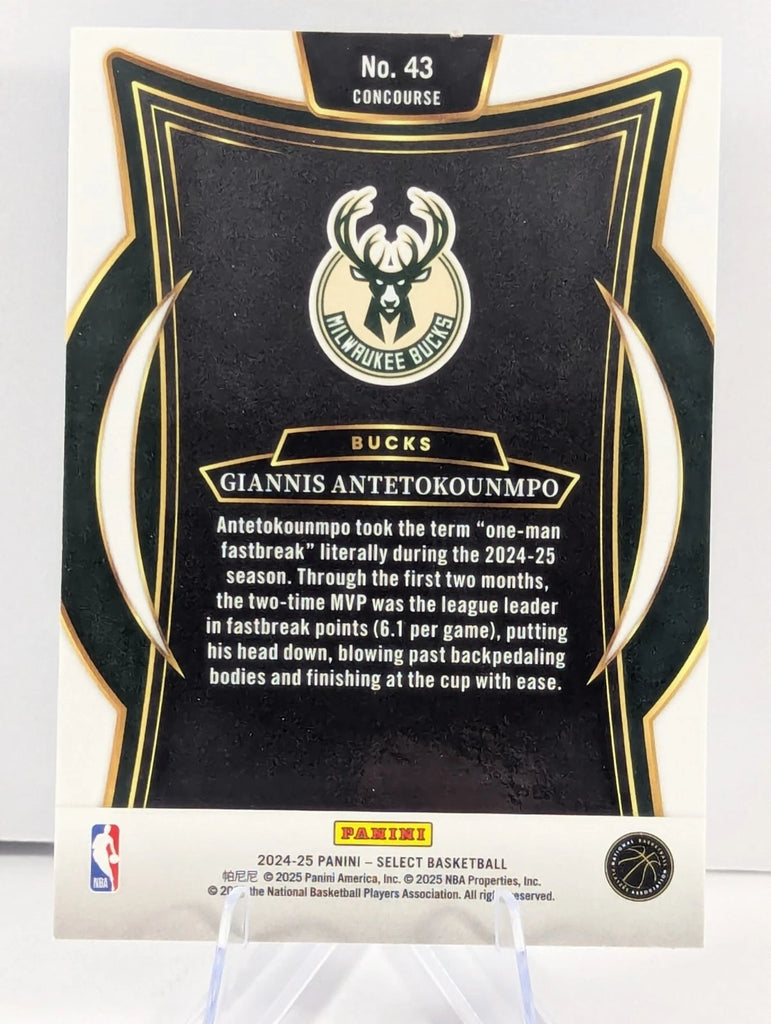 No. 43
CONCOURSE
MILWAUKEE BUCKS
BUCKS
GIANNIS ANTETOKOUNMPO
Antetokounmpo took the term “one-man
fastbreak” literally during the 2024-25
season. Through the first two months,
the two-time MVP was the league leader
in fastbreak points (6.1 per game), putting
his head down, blowing past backpedaling
bodies and finishing at the cup with ease.
PANINI
NBA
2024-25 PANINI – SELECT BASKETBALL
帕尼尼 © 2025 Panini America, Inc. © 2025 NBA Properties, Inc.
© the National Basketball Players Association. All
NATIONAL BASKETBALL PLAYERS ASSOCIATION